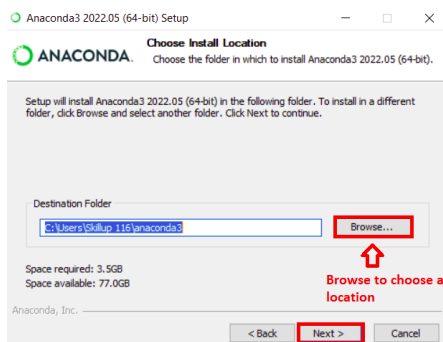 Anaconda3 2022.05 (64-bit) Setup
ANACONDA.
Choose Install Location
Choose the folder in which to install Anaconda3 2022.05 (64-bit).
Setup will install Anaconda3 2022.05 (64-bit) in the following folder. To install in a different
folder, click Browse and select another folder. Click Next to continue.
Destination Folder
C:\Users\Skillup 116\anaconda3
Browse...
Space required: 3.5GB
Space available: 77.0GB
Browse to choose a
location
Anaconda, Inc.
< Back
Next >
Cancel